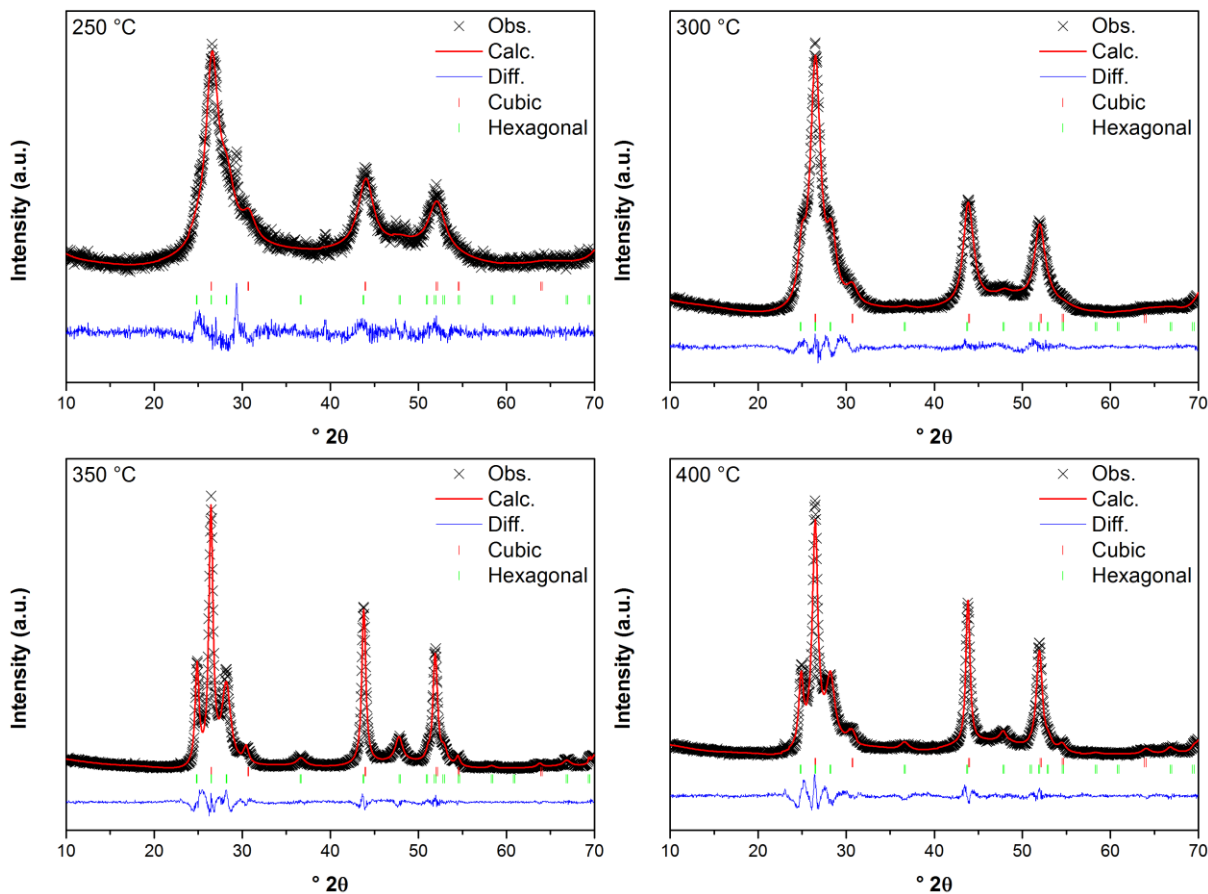 250 °C
Obs.
Calc.
Diff.
Cubic
Hexagonal
Intensity (a.u.)
10 20 30 40 50 60 70
° 2θ
300 °C
Obs.
Calc.
Diff.
Cubic
Hexagonal
Intensity (a.u.)
10 20 30 40 50 60 70
° 2θ
350 °C
Obs.
Calc.
Diff.
Cubic
Hexagonal
Intensity (a.u.)
10 20 30 40 50 60 70
° 2θ
400 °C
Obs.
Calc.
Diff.
Cubic
Hexagonal
Intensity (a.u.)
10 20 30 40 50 60 70
° 2θ